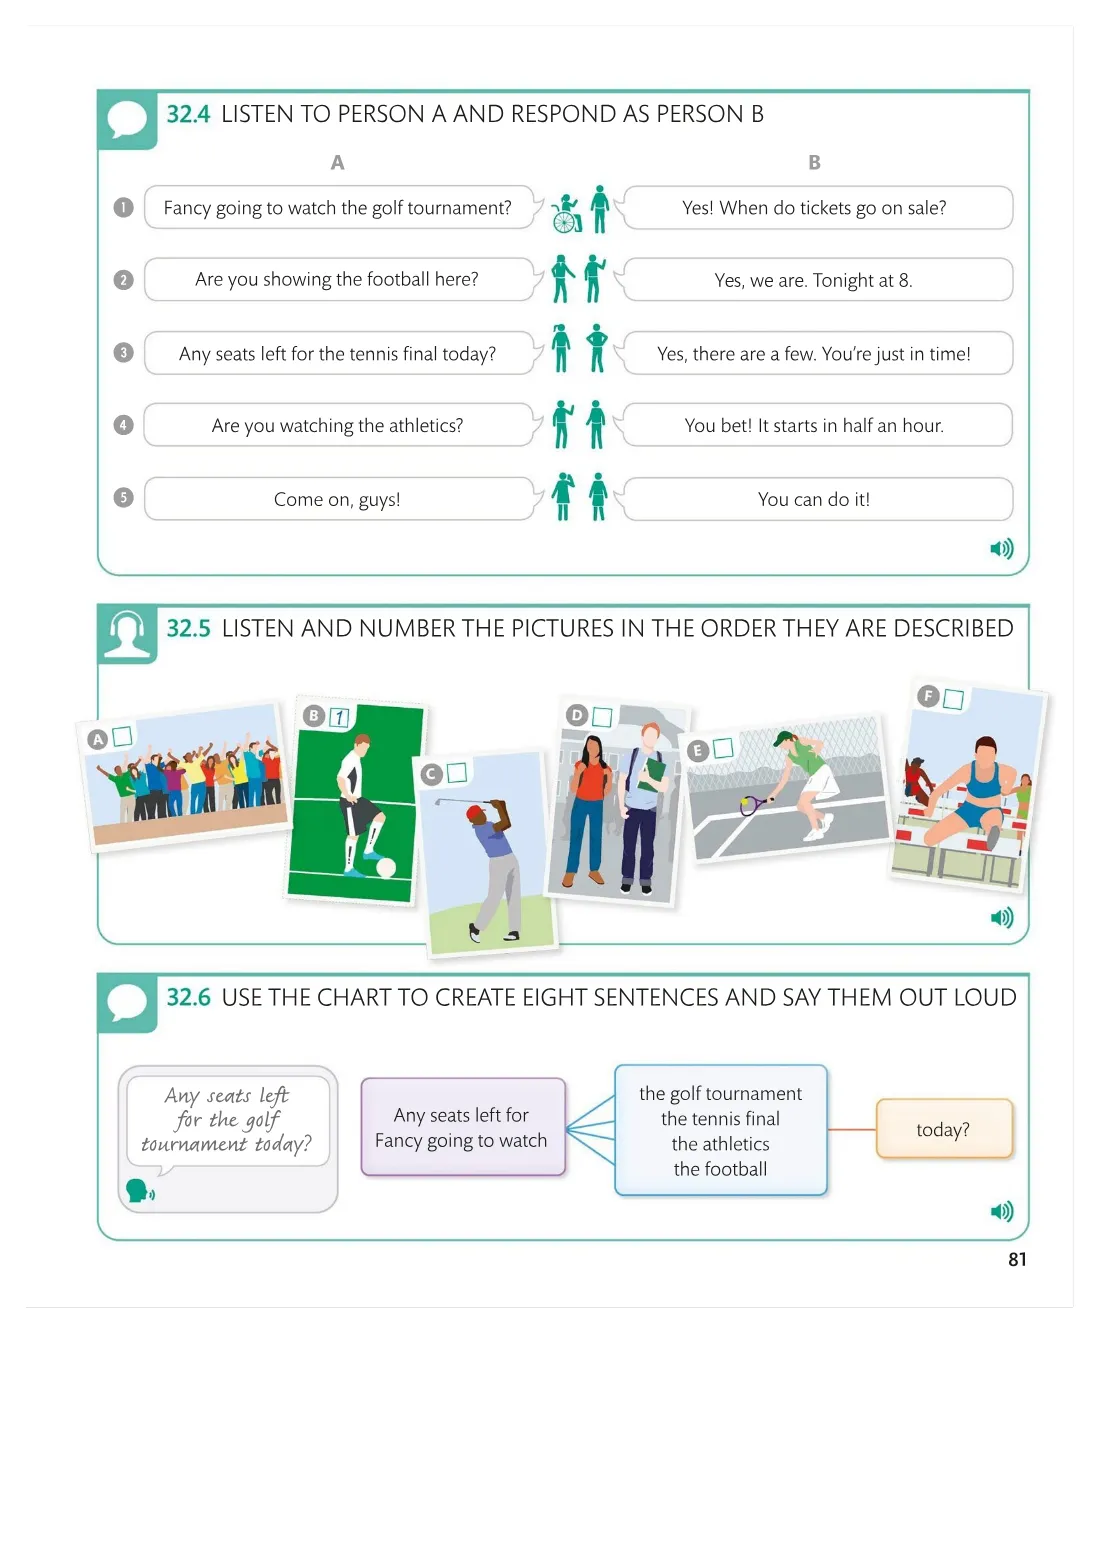 32.4 LISTEN TO PERSON A AND RESPOND AS PERSON B
A
B
1
Fancy going to watch the golf tournament?
Yes! When do tickets go on sale?
2
Are you showing the football here?
Yes, we are. Tonight at 8.
3
Any seats left for the tennis final today?
Yes, there are a few. You’re just in time!
4
Are you watching the athletics?
You bet! It starts in half an hour.
5
Come on, guys!
You can do it!
32.5 LISTEN AND NUMBER THE PICTURES IN THE ORDER THEY ARE DESCRIBED
A
B 1
C
D
E
F
32.6 USE THE CHART TO CREATE EIGHT SENTENCES AND SAY THEM OUT LOUD
Any seats left
for the golf
tournament today?
Any seats left for
Fancy going to watch
the golf tournament
the tennis final
the athletics
the football
today?
81